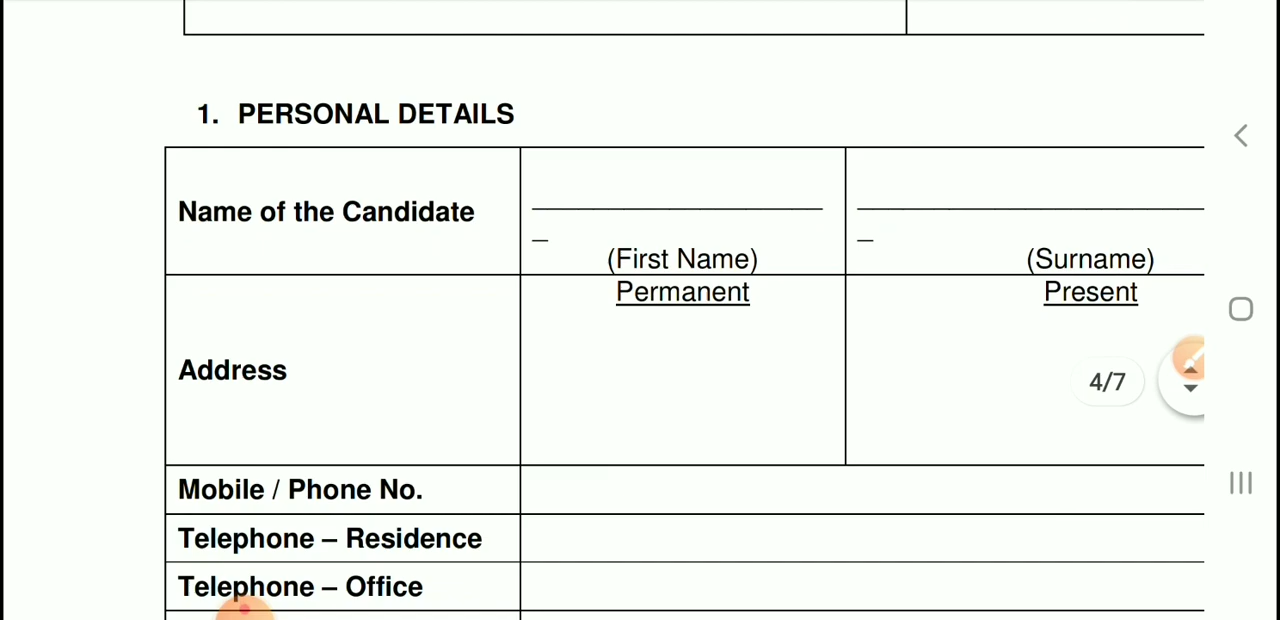 1. PERSONAL DETAILS
Name of the Candidate
_
(First Name)
_
(Surname)
Address
Permanent
Present
4/7
Mobile / Phone No.
Telephone – Residence
Telephone – Office